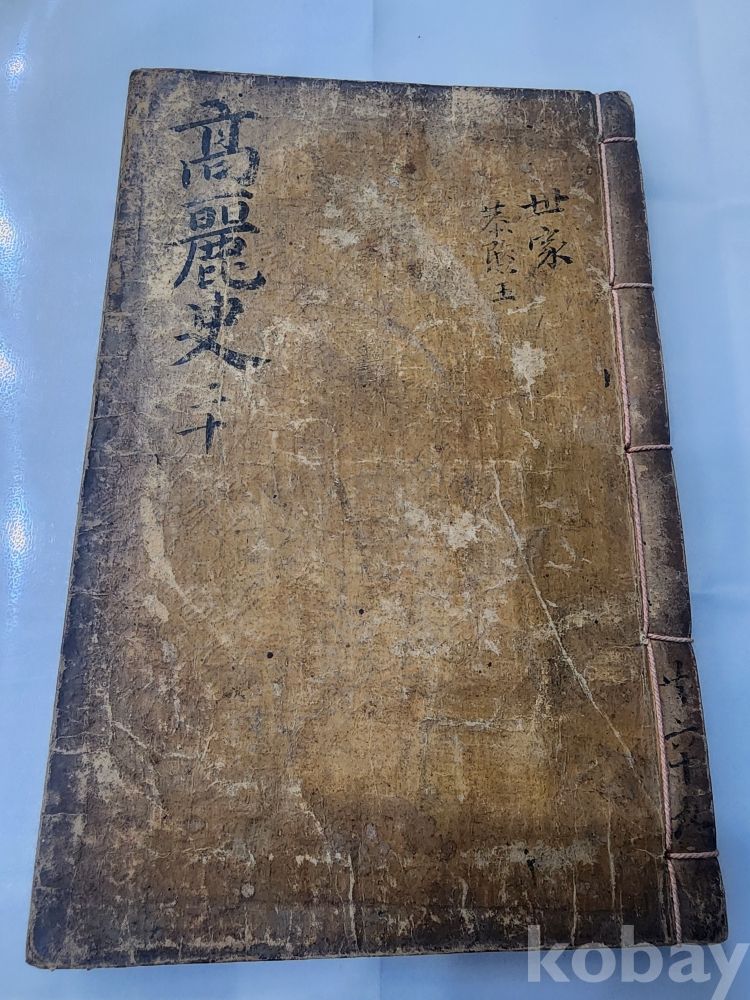 世家
恭愍王
高麗史 二十
kobay